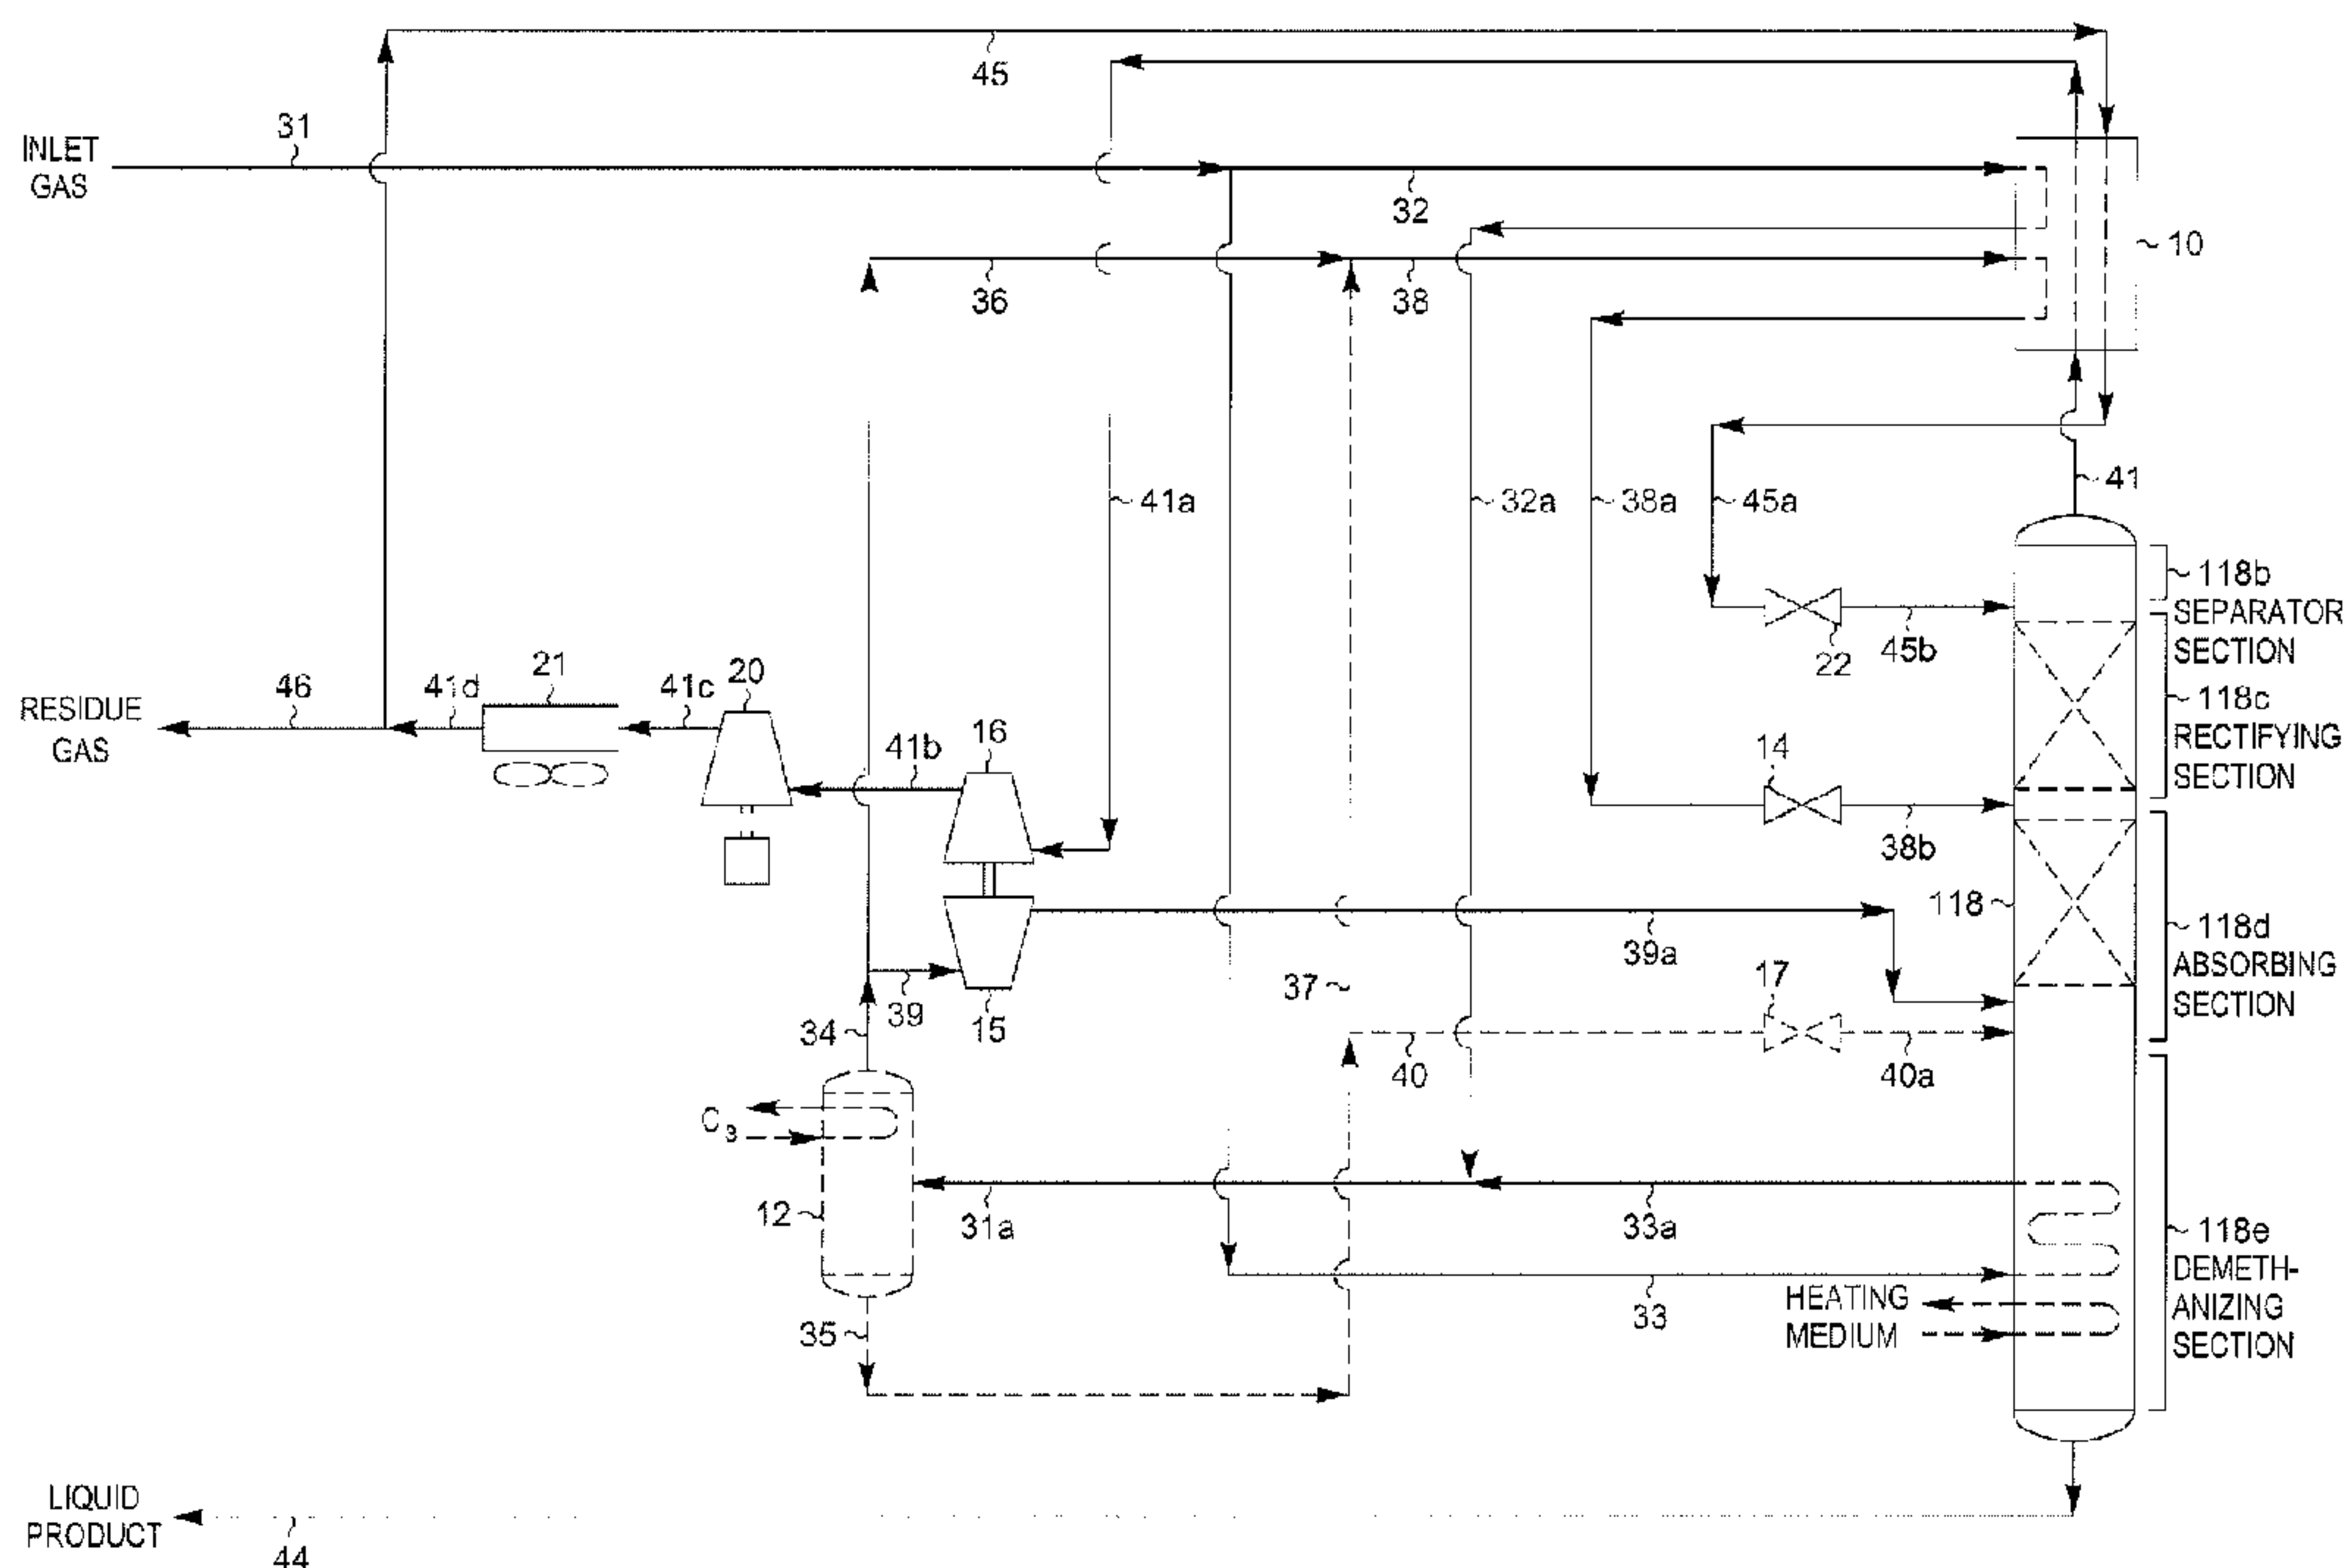 45
31
INLET
GAS
32
10
36
38
41
41a
32a
38a
45a
118b
SEPARATOR
SECTION
22
45b
46
41d
21
41c
20
RESIDUE
GAS
41b
16
14
38b
118c
RECTIFYING
SECTION
118
39a
118d
ABSORBING
SECTION
37
17
34
39
15
40
40a
C3
12
31a
33a
118e
DEMETH-
ANIZING
SECTION
33
HEATING
MEDIUM
35
LIQUID
PRODUCT
44